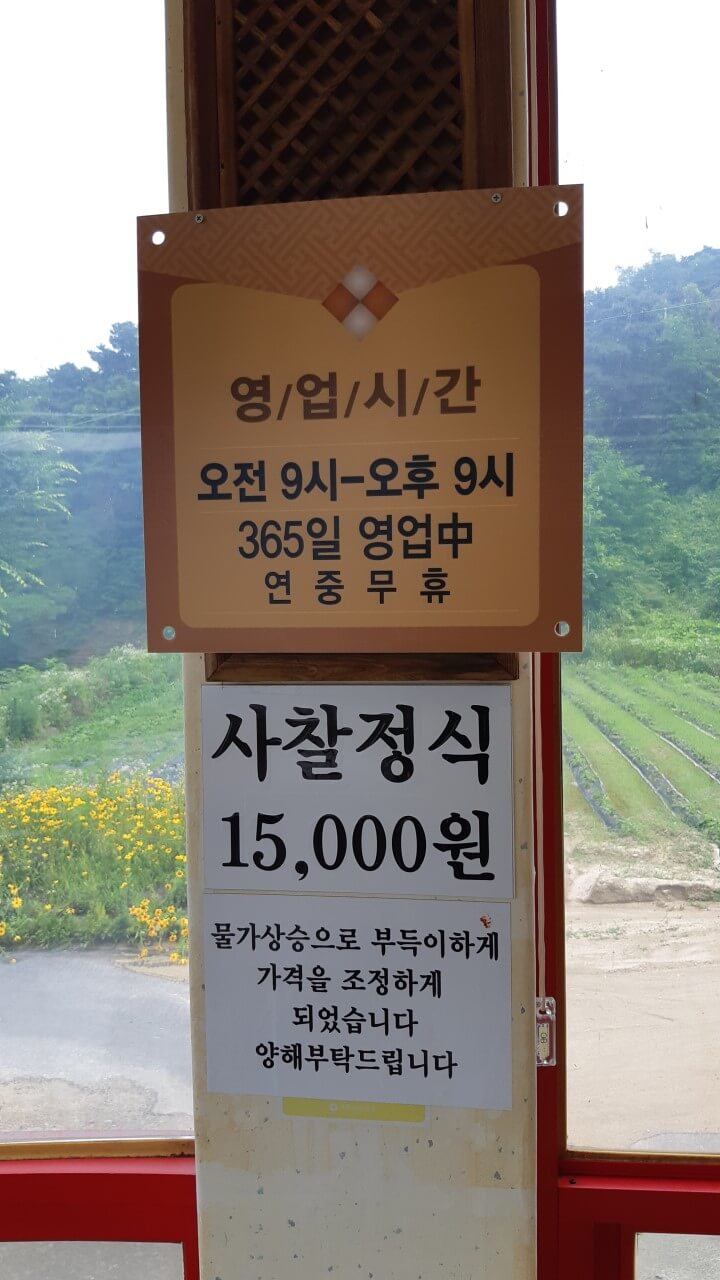 영/업/시/간
오전 9시-오후 9시
365일 영업中
연 중 무 휴
사찰정식
15,000원
물가상승으로 부득이하게
가격을 조정하게
되었습니다
양해부탁드립니다